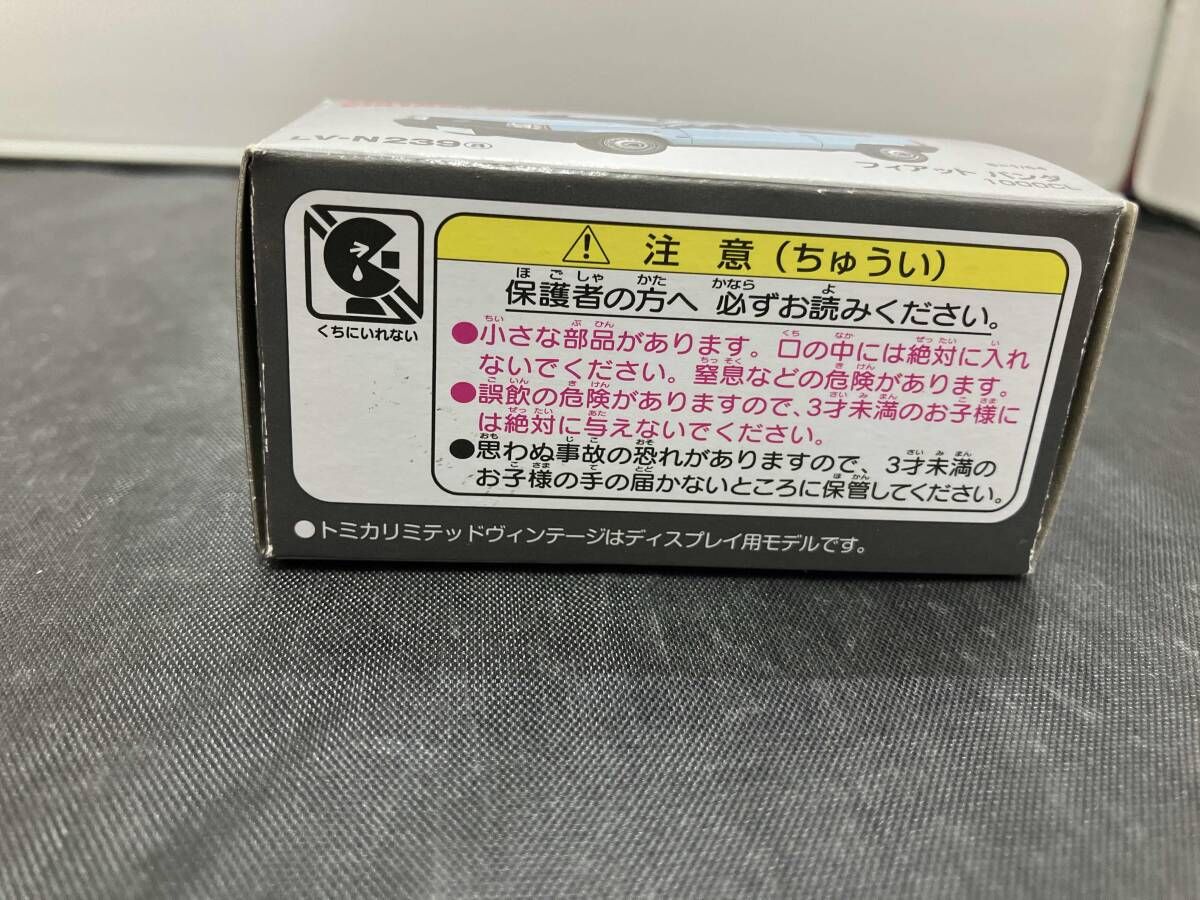 LV-N239ⓐ
フィアット パンダ
1000CL
くちにいれない
注意(ちゅうい)
保護者の方へ 必ずお読みください。
●小さな部品があります。口の中には絶対に入れ
ないでください。窒息などの危険があります。
●誤飲の危険がありますので、3才未満のお子様に
は絶対に与えないでください。
●思わぬ事故の恐れがありますので、3才未満の
お子様の手の届かないところに保管してください。
●トミカリミテッドヴィンテージはディスプレイ用モデルです。